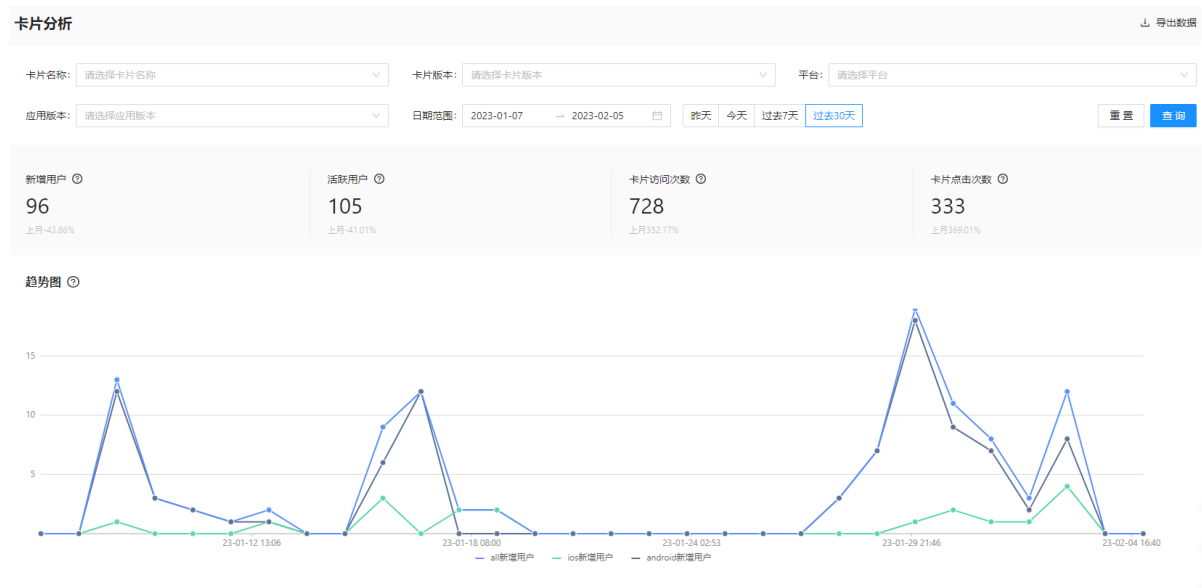 卡片分析
导出数据
卡片名称: 请选择卡片名称 卡片版本: 请选择卡片版本 平台: 请选择平台
应用版本: 请选择应用版本 日期范围: 2023-01-07 → 2023-02-05 昨天 今天 过去7天 过去30天 重 置 查 询
新增用户 活跃用户 卡片访问次数 卡片点击次数
96 105 728 333
上月-43.86% 上月-41.01% 上月352.17% 上月369.01%
趋势图
15
10
5
23-01-12 13:06 23-01-18 08:00 23-01-24 02:53 23-01-29 21:46 23-02-04 16:40
all新增用户 ios新增用户 android新增用户